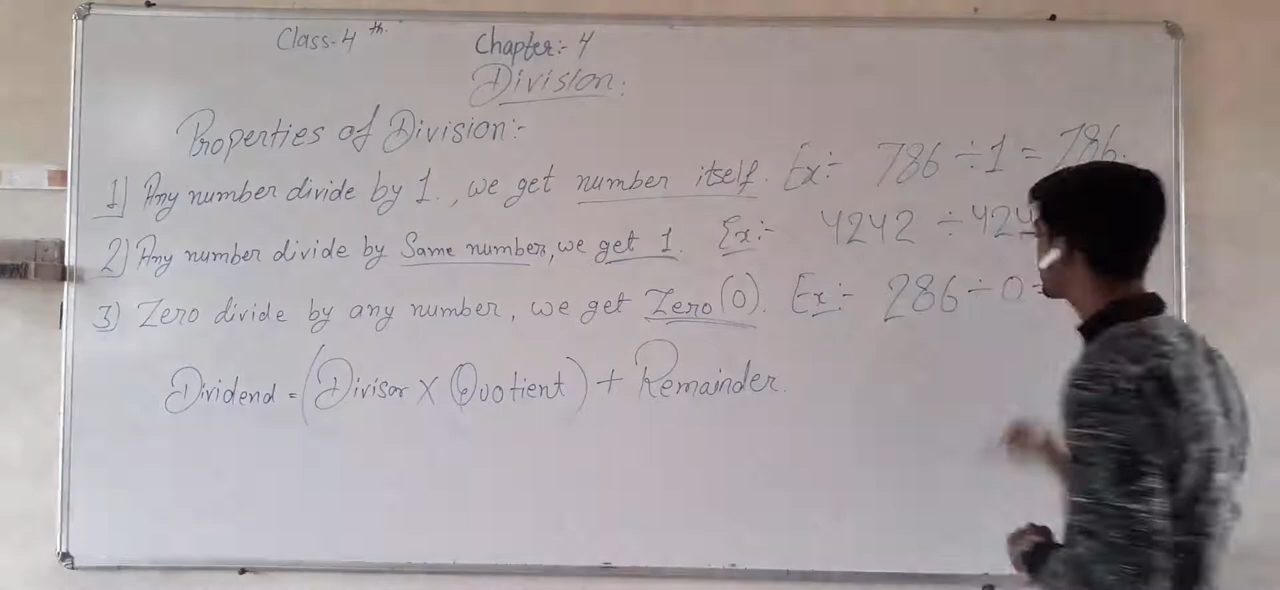 Class-4 th.
Chapter:- 4
Division:
Properties of Division:-
1) Any number divide by 1., we get number itself. Ex:- 786 ÷ 1 = 786.
2) Any number divide by Same number, we get 1. Ex:- 4242 ÷ 424
3) Zero divide by any number, we get Zero (0). Ex:- 286 ÷ 0 =
Dividend = (Divisor X Quotient) + Remainder.